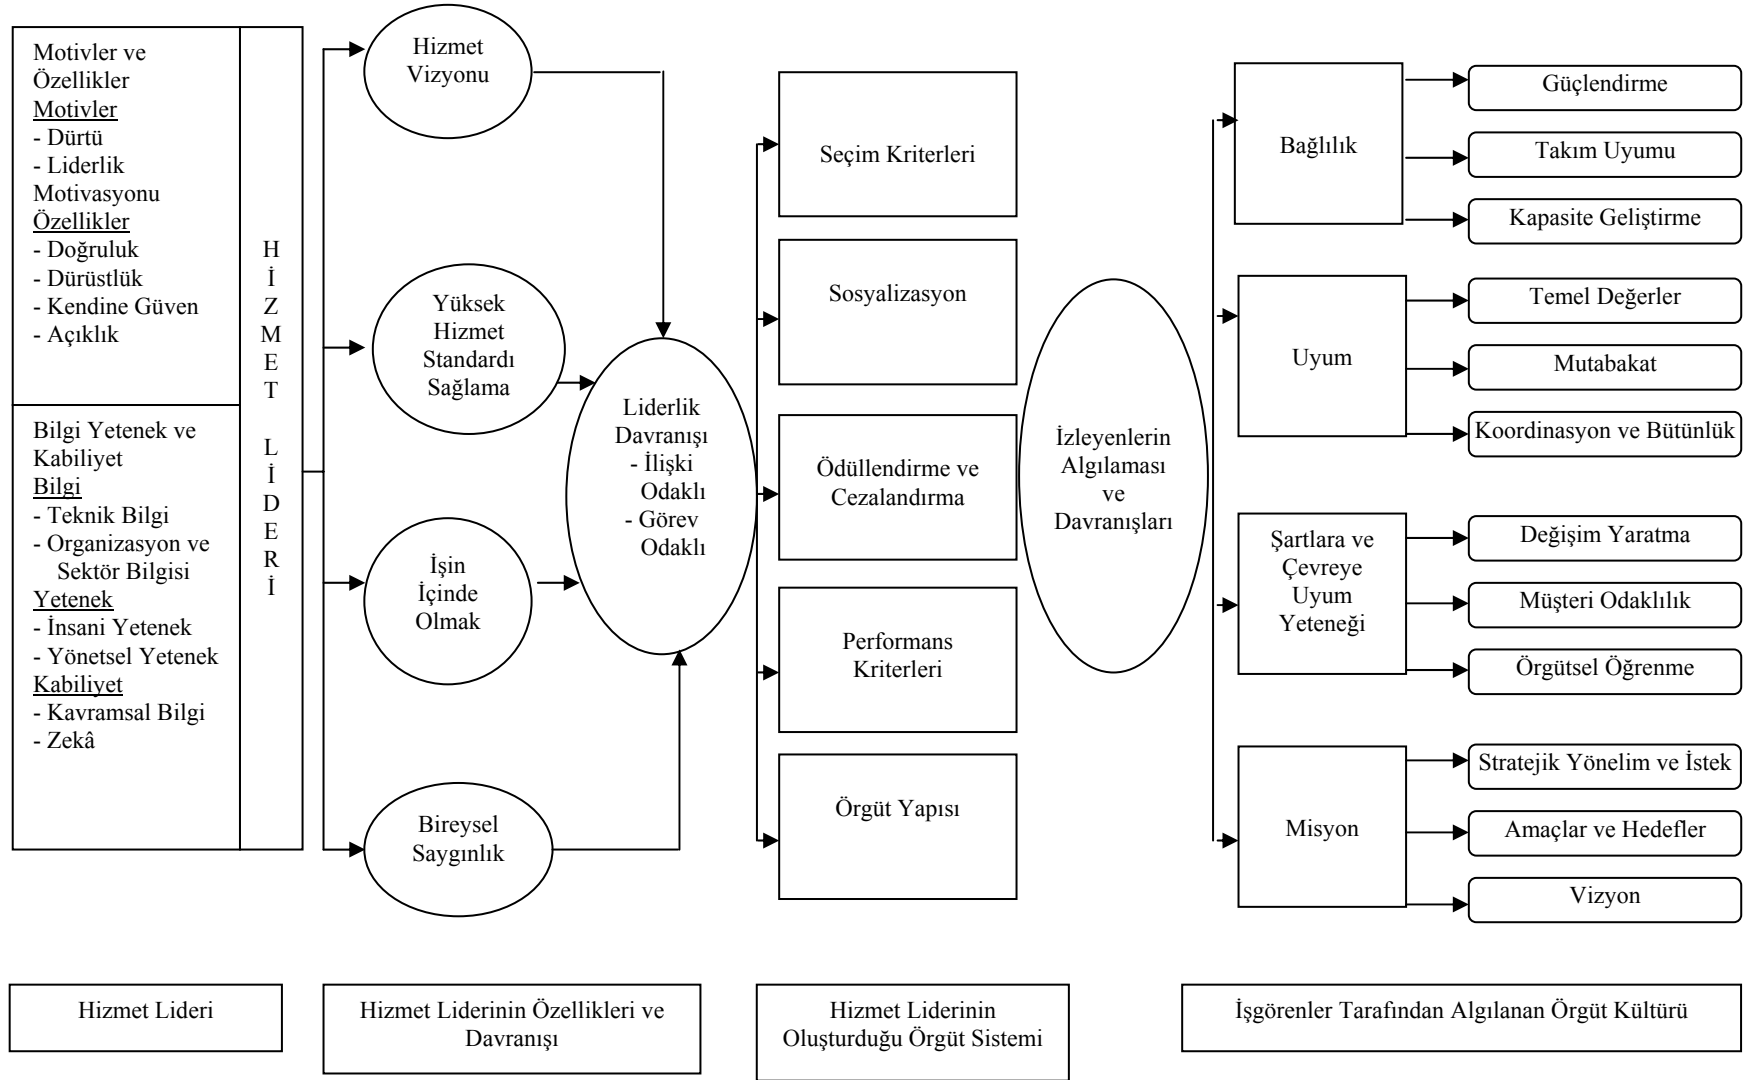 Motivler ve
Özellikler
Motivler
- Dürtü
- Liderlik
Motivasyonu
Özellikler
- Doğruluk
- Dürüstlük
- Kendine Güven
- Açıklık
Bilgi Yetenek ve
Kabiliyet
Bilgi
- Teknik Bilgi
- Organizasyon ve
Sektör Bilgisi
Yetenek
- İnsani Yetenek
- Yönetsel Yetenek
Kabiliyet
- Kavramsal Bilgi
- Zekâ
H
İ
Z
M
E
T
L
İ
D
E
R
İ
Hizmet
Vizyonu
Yüksek
Hizmet
Standardı
Sağlama
İşin
İçinde
Olmak
Bireysel
Saygınlık
Liderlik
Davranışı
- İlişki
Odaklı
- Görev
Odaklı
Seçim Kriterleri
Sosyalizasyon
Ödüllendirme ve
Cezalandırma
Performans
Kriterleri
Örgüt Yapısı
İzleyenlerin
Algılaması
ve
Davranışları
Bağlılık
Güçlendirme
Takım Uyumu
Kapasite Geliştirme
Uyum
Temel Değerler
Mutabakat
Koordinasyon ve Bütünlük
Şartlara ve
Çevreye
Uyum
Yeteneği
Değişim Yaratma
Müşteri Odaklılık
Örgütsel Öğrenme
Misyon
Stratejik Yönelim ve İstek
Amaçlar ve Hedefler
Vizyon
Hizmet Lideri
Hizmet Liderinin Özellikleri ve
Davranışı
Hizmet Liderinin
Oluşturduğu Örgüt Sistemi
İşgörenler Tarafından Algılanan Örgüt Kültürü